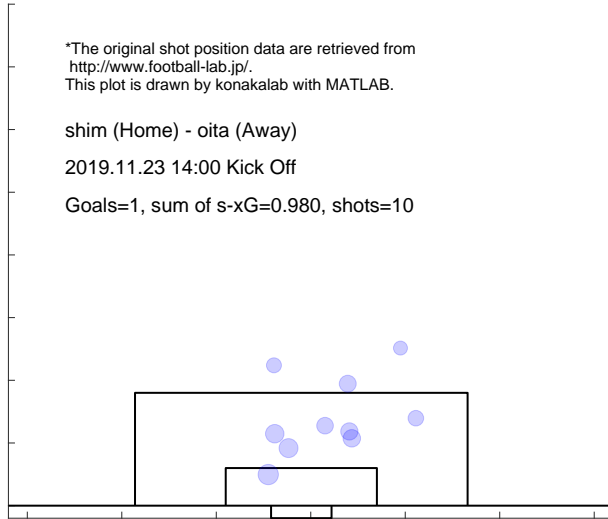 *The original shot position data are retrieved from
http://www.football-lab.jp/.
This plot is drawn by konakalab with MATLAB.
shim (Home) - oita (Away)
2019.11.23 14:00 Kick Off
Goals=1, sum of s-xG=0.980, shots=10